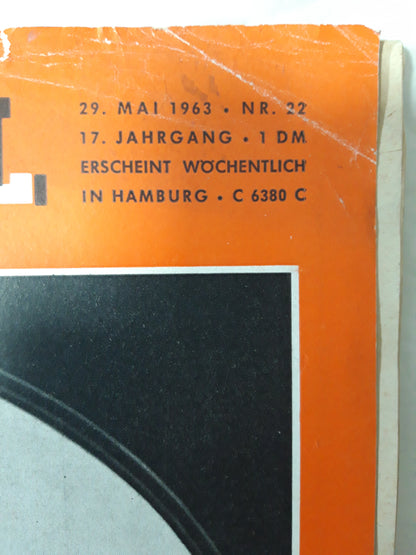 29. MAI 1963 • NR. 22
17. JAHRGANG • 1 DM
ERSCHEINT WÖCHENTLICH
IN HAMBURG • C 6380 C
L